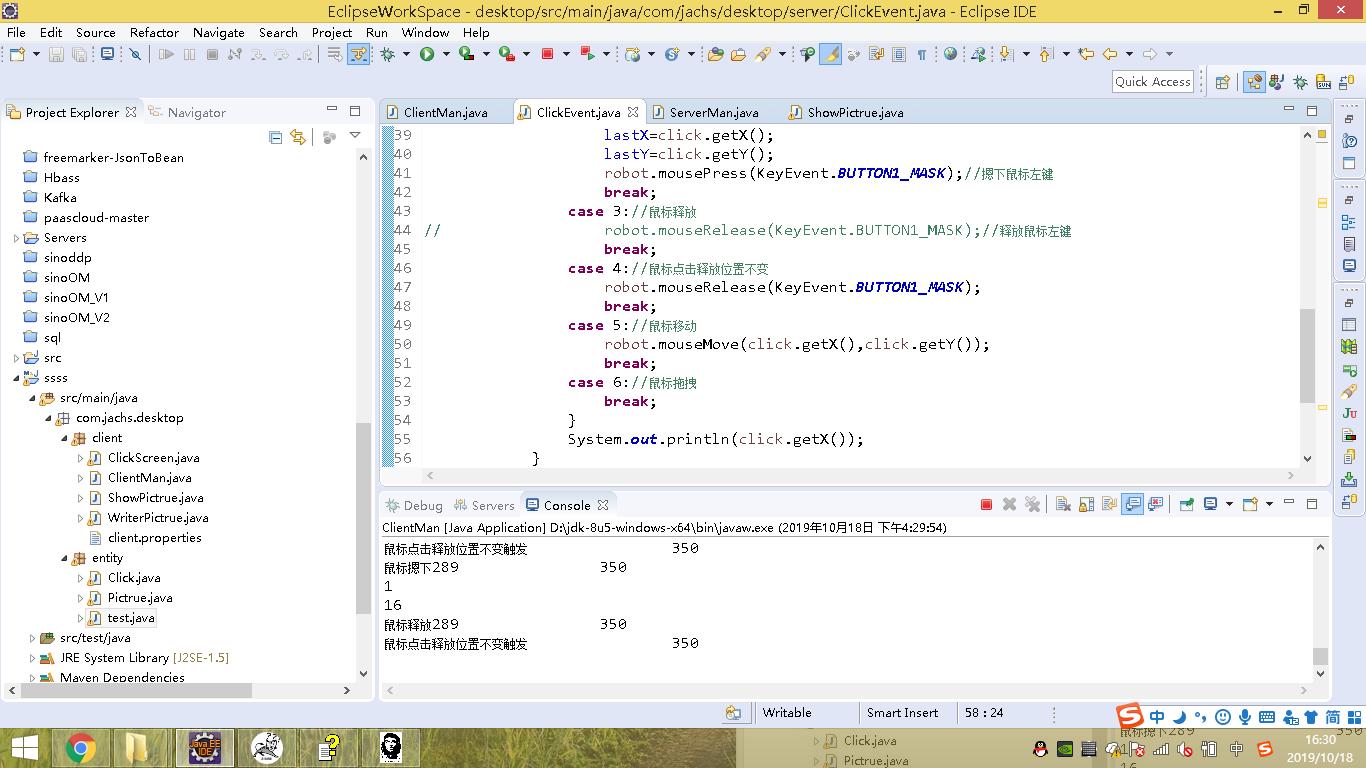 EclipseWorkSpace - desktop/src/main/java/com/jachs/desktop/server/ClickEvent.java - Eclipse IDE
File Edit Source Refactor Navigate Search Project Run Window Help
Quick Access
Project Explorer Navigator
freemarker-JsonToBean
Hbass
Kafka
paascloud-master
Servers
sinoddp
sinoOM
sinoOM_V1
sinoOM_V2
sql
src
ssss
src/main/java
com.jachs.desktop
client
ClickScreen.java
ClientMan.java
ShowPictrue.java
WriterPictrue.java
client.properties
entity
Click.java
Pictrue.java
test.java
src/test/java
JRE System Library [J2SE-1.5]
Maven Dependencies
ClientMan.java ClickEvent.java ServerMan.java ShowPictrue.java
39 lastX=click.getX();
40 lastY=click.getY();
41 robot.mousePress(KeyEvent.BUTTON1_MASK);//摁下鼠标左键
42 break;
43 case 3://鼠标释放
44 // robot.mouseRelease(KeyEvent.BUTTON1_MASK);//释放鼠标左键
45 break;
46 case 4://鼠标点击释放位置不变
47 robot.mouseRelease(KeyEvent.BUTTON1_MASK);
48 break;
49 case 5://鼠标移动
50 robot.mouseMove(click.getX(),click.getY());
51 break;
52 case 6://鼠标拖拽
53 break;
54 }
55 System.out.println(click.getX());
56 }
Debug Servers Console
ClientMan [Java Application] D:\jdk-8u5-windows-x64\bin\javaw.exe (2019年10月18日 下午4:29:54)
鼠标点击释放位置不变触发 350
鼠标摁下289 350
1
16
鼠标释放289 350
鼠标点击释放位置不变触发 350
Writable Smart Insert 58 : 24
中 简
Java EE IDE
Click.java
Pictrue.java
鼠标摁下289 350
16
中
16:30
2019/10/18